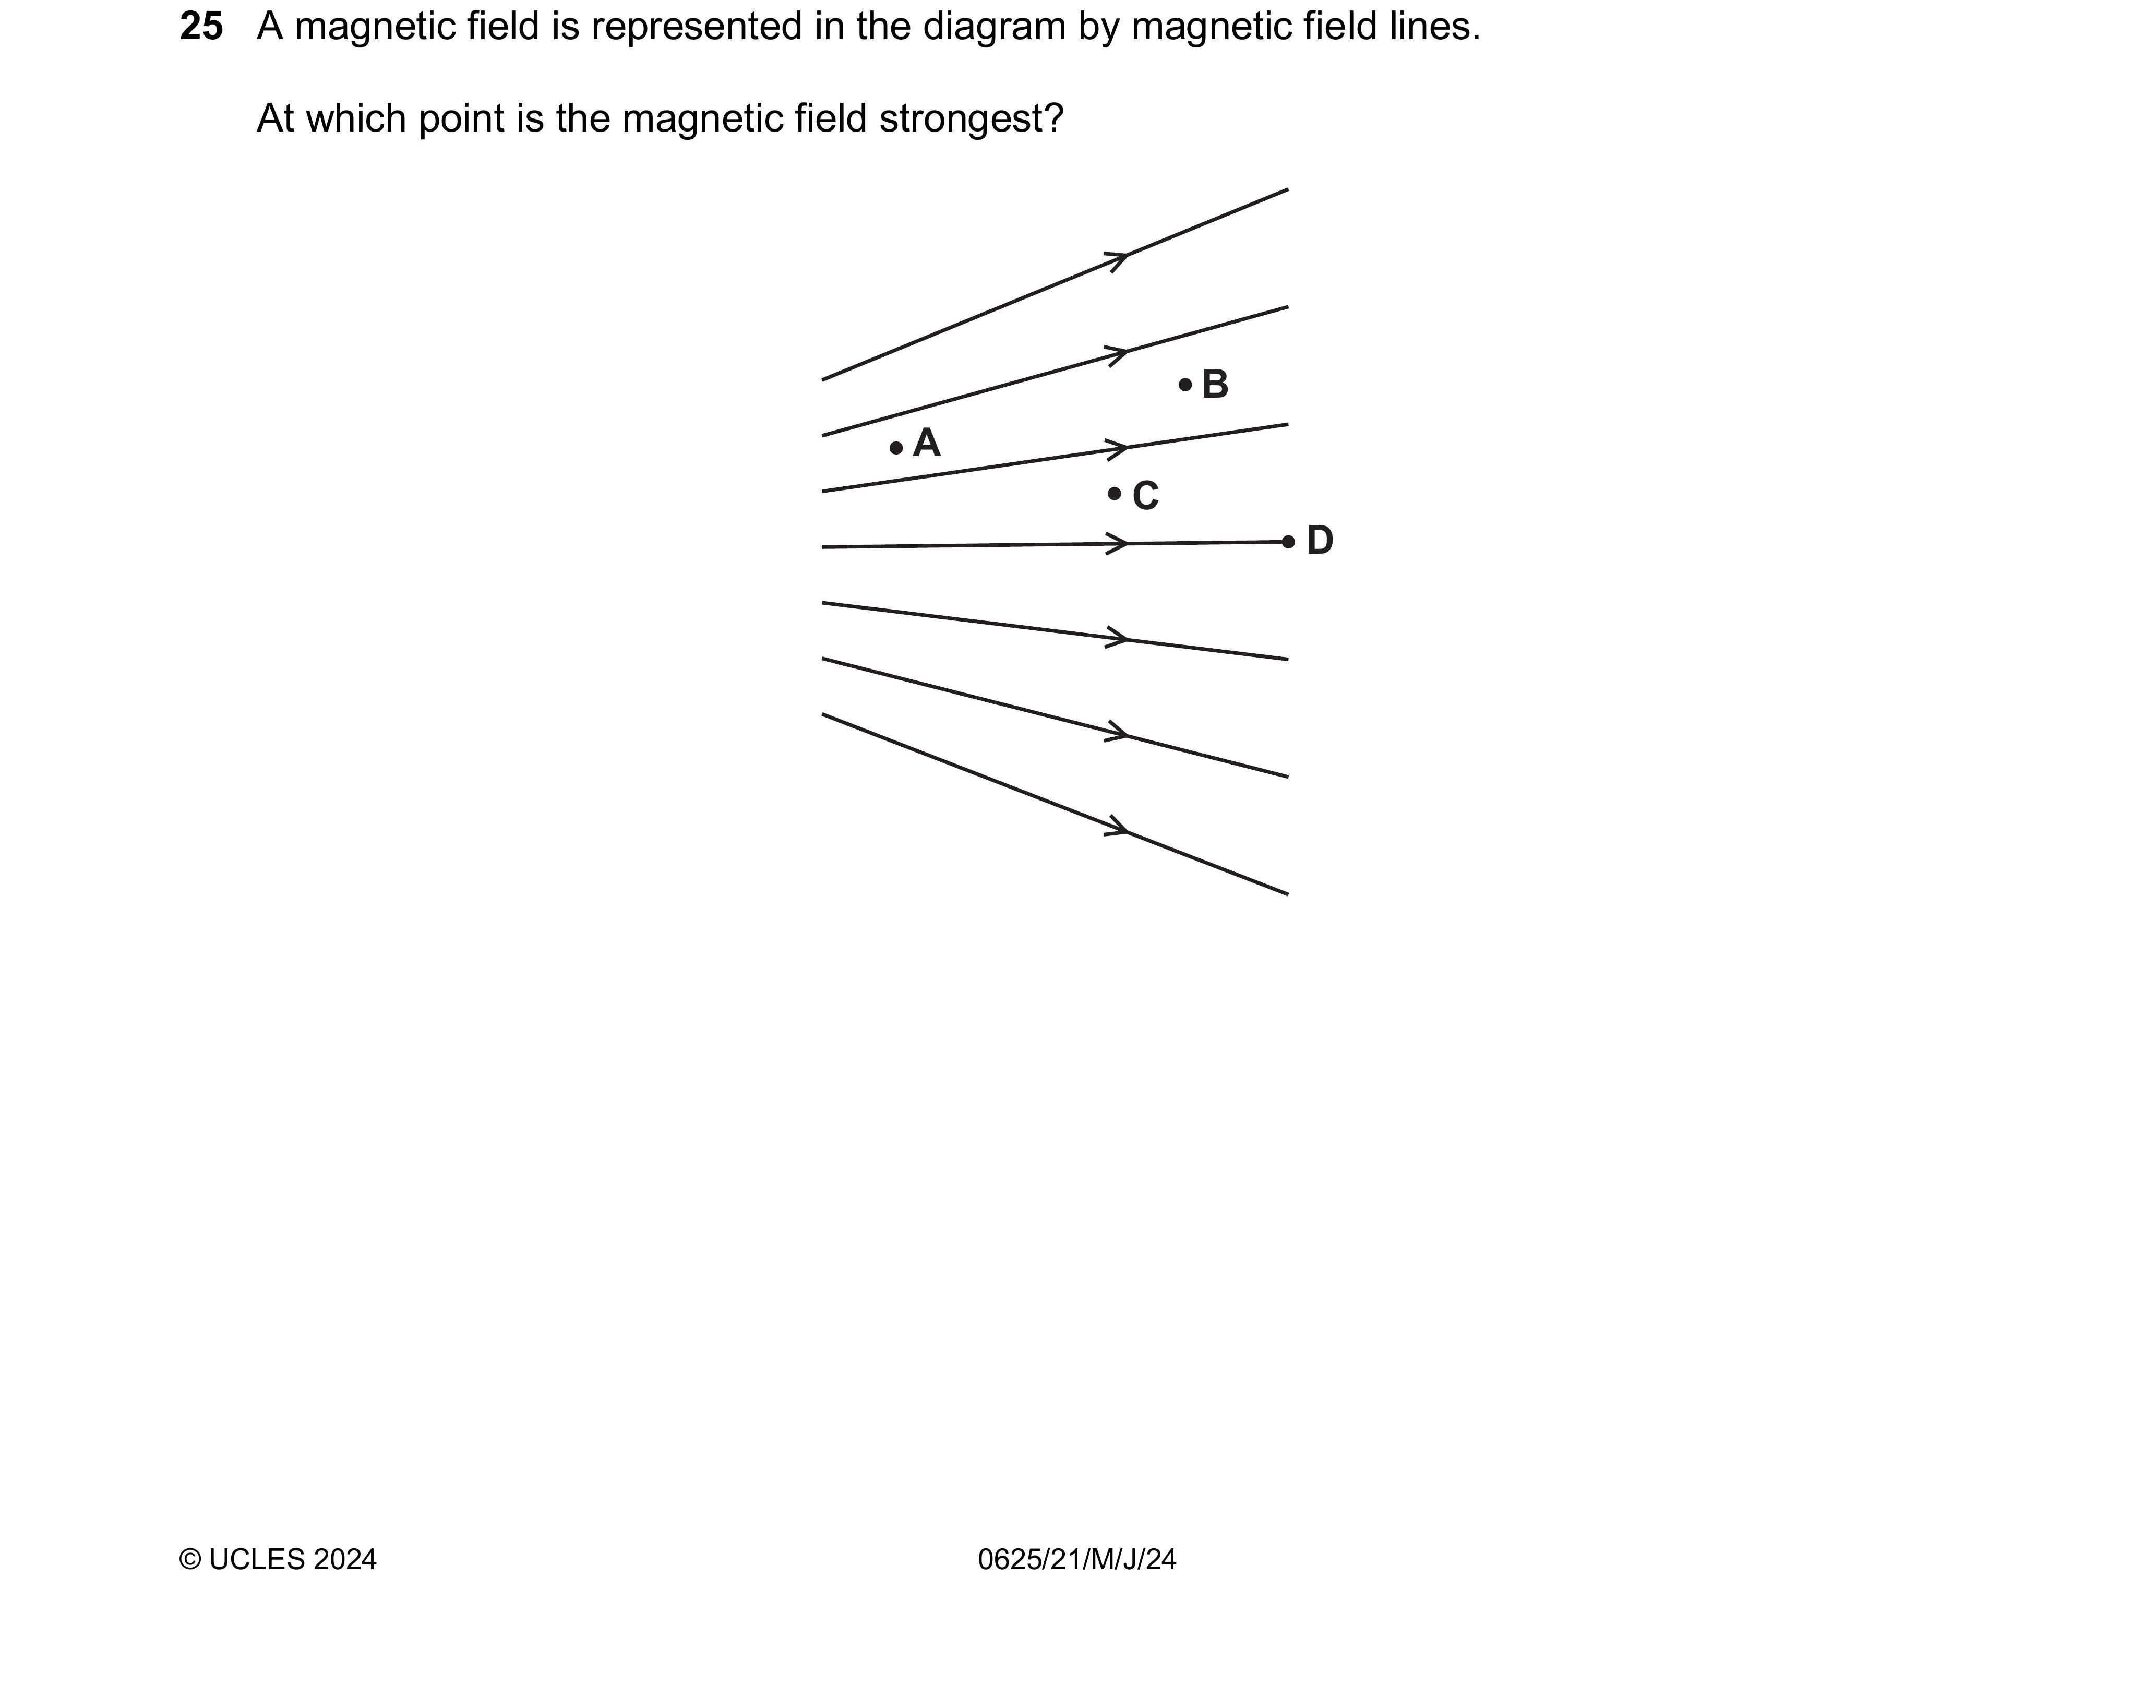 25 A magnetic field is represented in the diagram by magnetic field lines.
At which point is the magnetic field strongest?
B
A
C
D
© UCLES 2024 0625/21/M/J/24